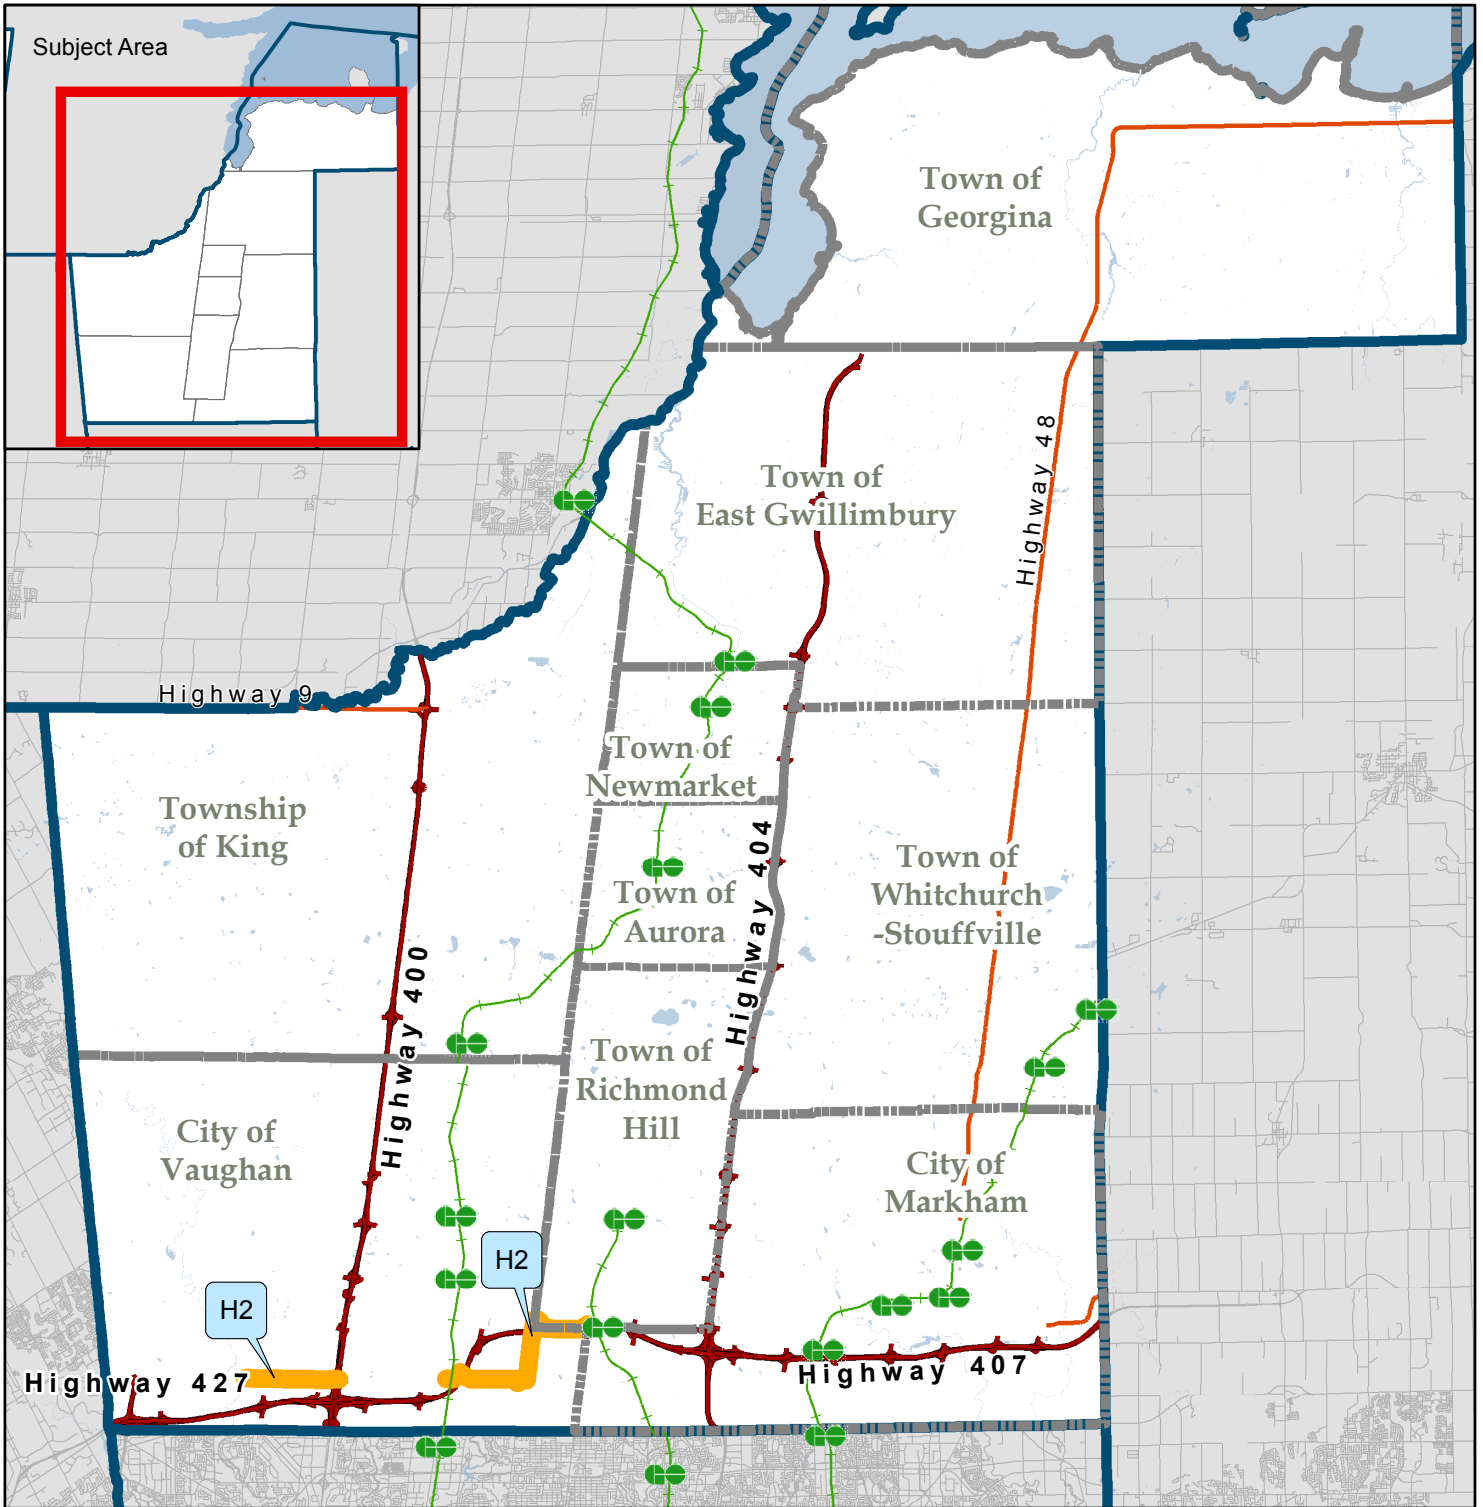 Subject Area
Town of
Georgina
Highway 48
Town of
East Gwillimbury
Highway 9
Town of
Newmarket
Township
of King
Highway 404
Town of
Whitchurch
-Stouffville
Town of
Aurora
Highway 400
Town of
Richmond
Hill
City of
Vaughan
City of
Markham
H2
H2
Highway 427
Highway 407